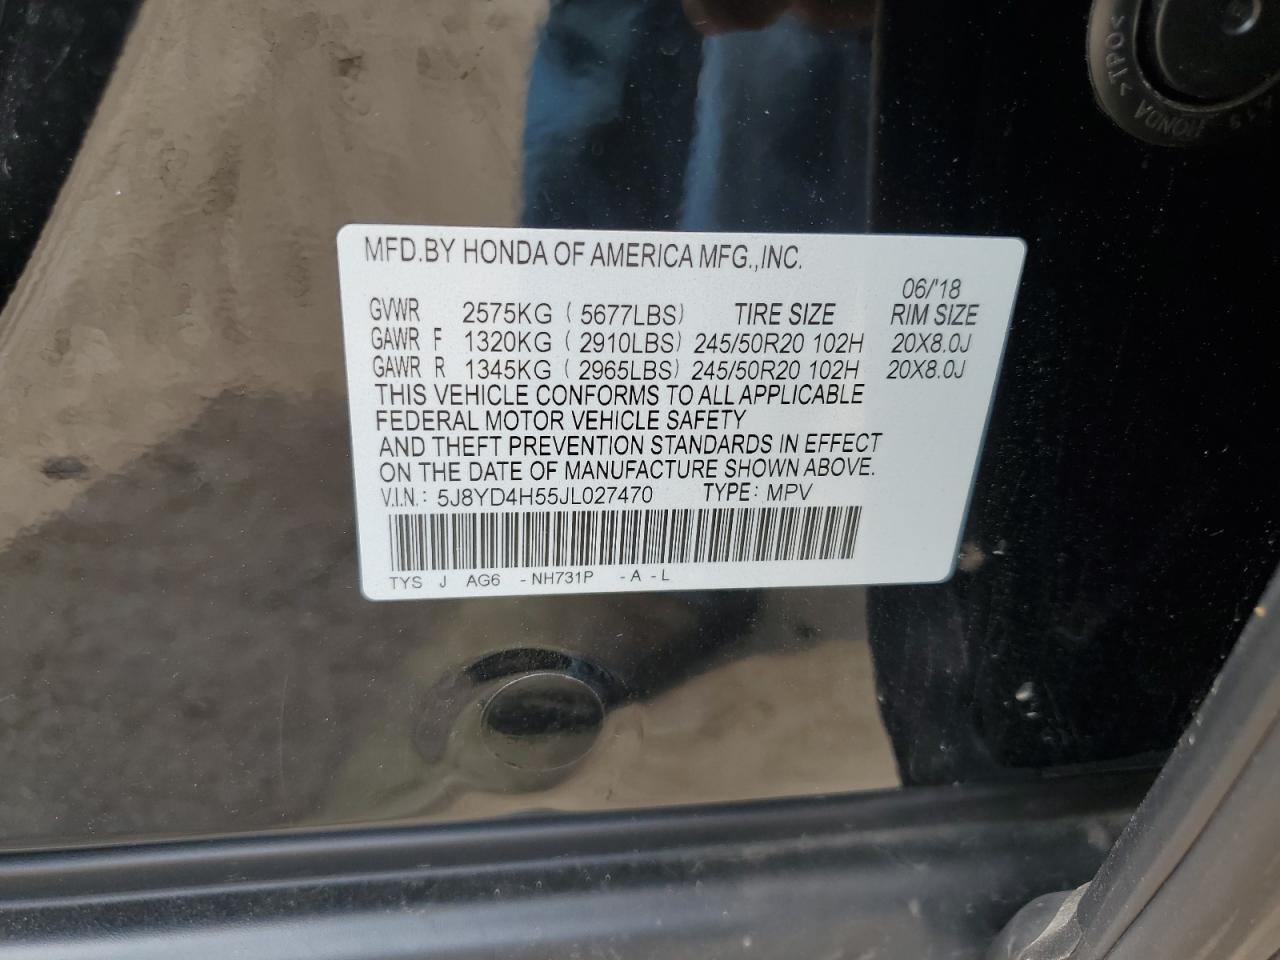 >TPO<
HONDA
MFD.BY HONDA OF AMERICA MFG.,INC.
06/'18
GVWR 2575KG ( 5677LBS) TIRE SIZE RIM SIZE
GAWR F 1320KG ( 2910LBS) 245/50R20 102H 20X8.0J
GAWR R 1345KG ( 2965LBS) 245/50R20 102H 20X8.0J
THIS VEHICLE CONFORMS TO ALL APPLICABLE
FEDERAL MOTOR VEHICLE SAFETY
AND THEFT PREVENTION STANDARDS IN EFFECT
ON THE DATE OF MANUFACTURE SHOWN ABOVE.
V.I.N.: 5J8YD4H55JL027470 TYPE: MPV
TYS J AG6 -NH731P -A-L